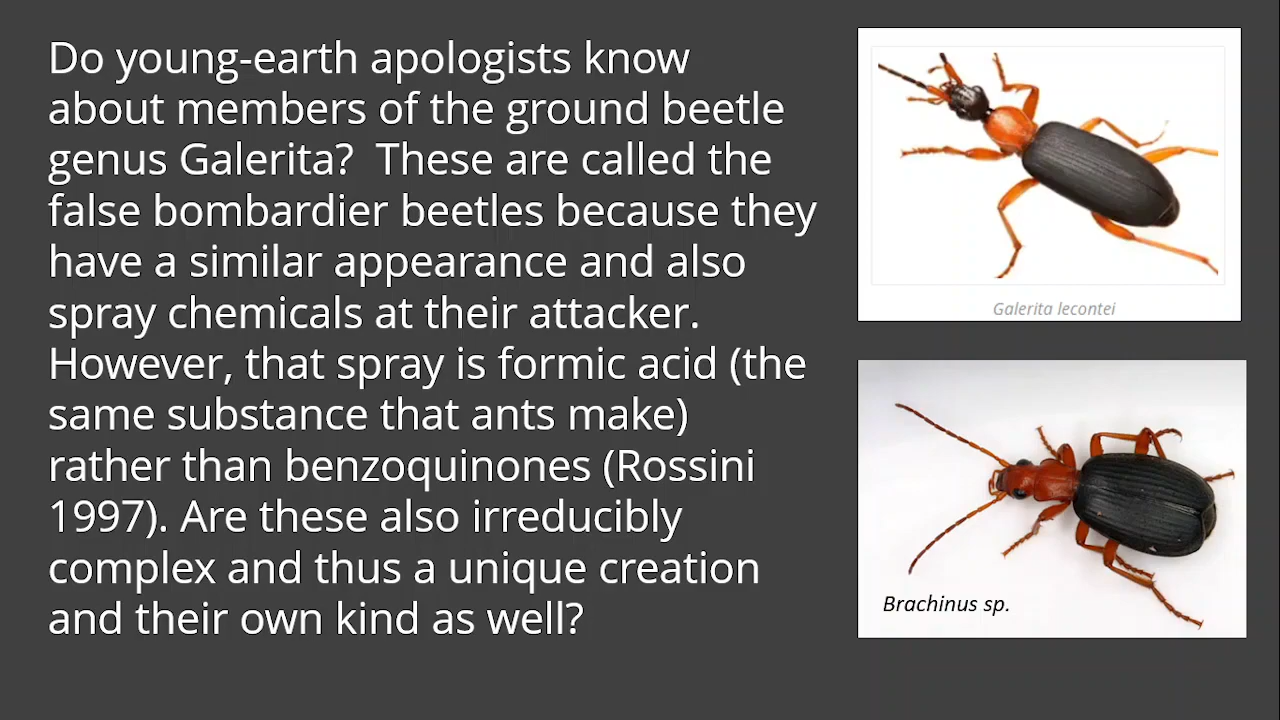 Do young-earth apologists know
about members of the ground beetle
genus Galerita?  These are called the
false bombardier beetles because they
have a similar appearance and also
spray chemicals at their attacker.
However, that spray is formic acid (the
same substance that ants make)
rather than benzoquinones (Rossini
1997). Are these also irreducibly
complex and thus a unique creation
and their own kind as well?
Galerita lecontei
Brachinus sp.